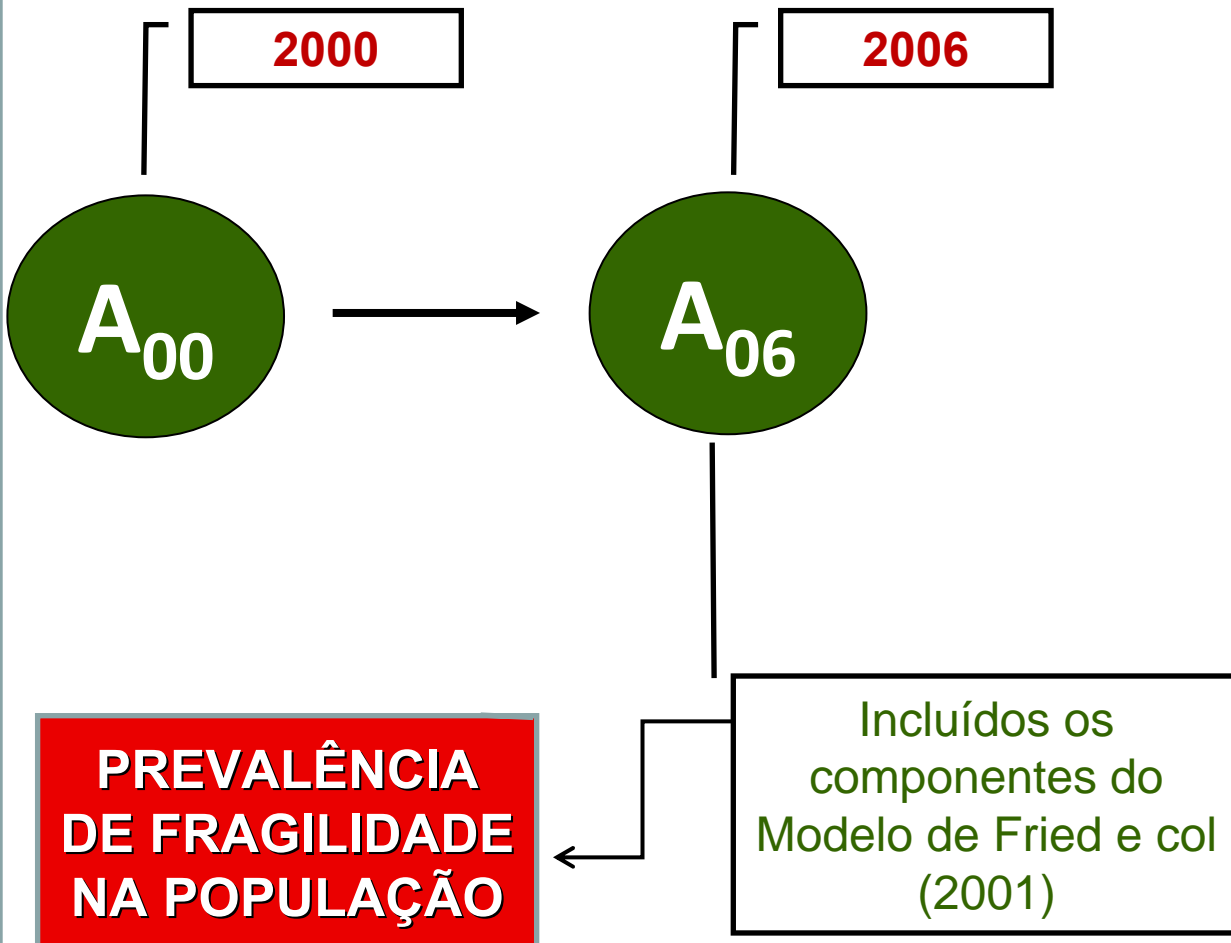 2000
2006
A00
A06
Incluídos os
componentes do
Modelo de Fried e col
(2001)
PREVALÊNCIA
DE FRAGILIDADE
NA POPULAÇÃO